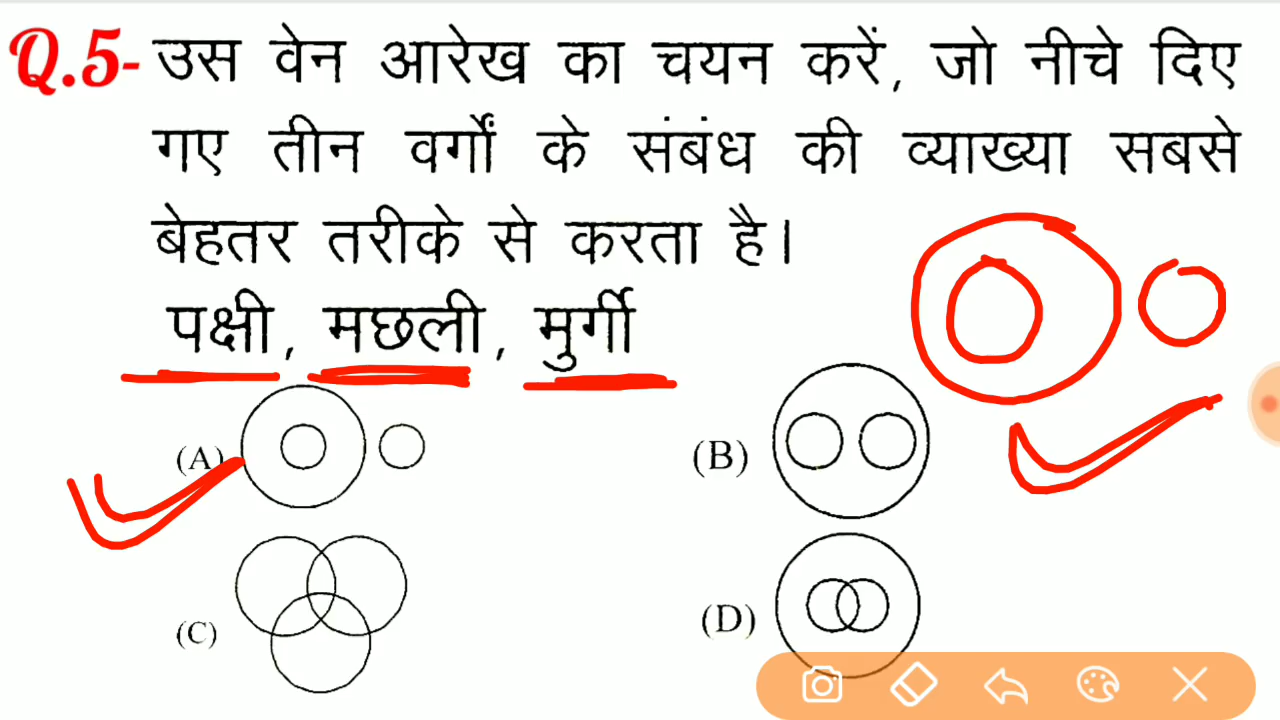 Q.5- उस वेन आरेख का चयन करें, जो नीचे दिए
गए तीन वर्गों के संबंध की व्याख्या सबसे
बेहतर तरीके से करता है।
पक्षी, मछली, मुर्गी
(A)
(B)
(C)
(D)